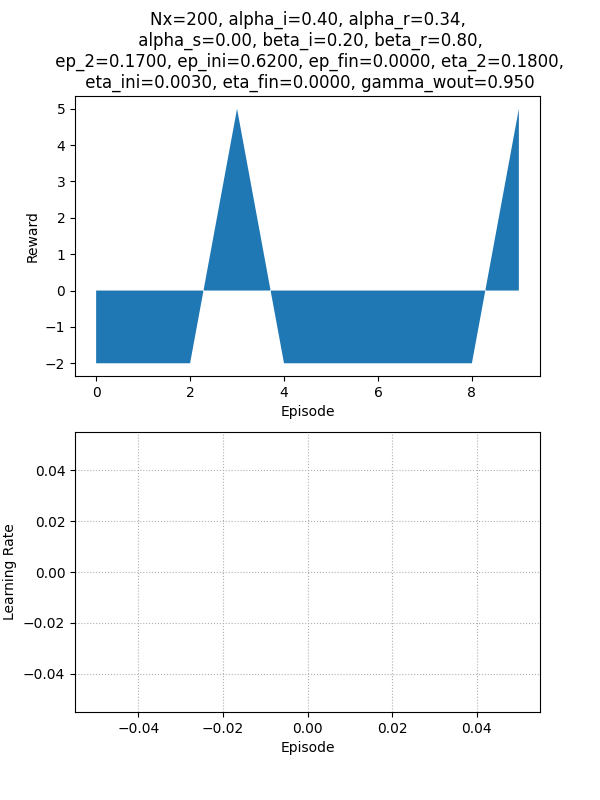 Nx=200, alpha_i=0.40, alpha_r=0.34,
alpha_s=0.00, beta_i=0.20, beta_r=0.80,
ep_2=0.1700, ep_ini=0.6200, ep_fin=0.0000, eta_2=0.1800,
eta_ini=0.0030, eta_fin=0.0000, gamma_wout=0.950
5
4
3
2
1
0
−1
−2
Reward
0 2 4 6 8
Episode
0.04
0.02
0.00
−0.02
−0.04
Learning Rate
−0.04 −0.02 0.00 0.02 0.04
Episode